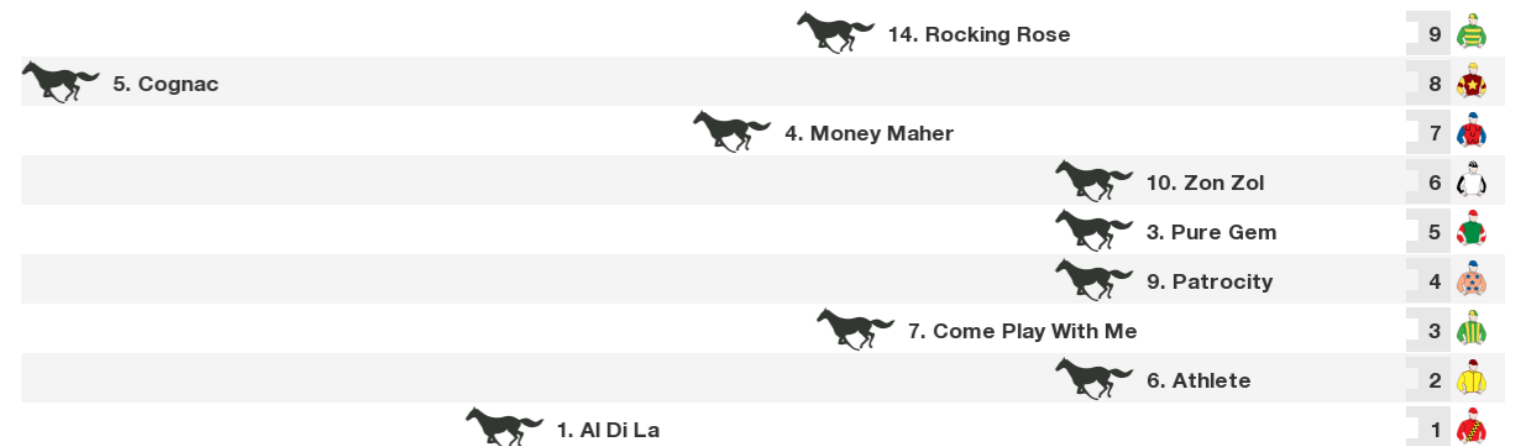 14. Rocking Rose 9
5. Cognac 8
4. Money Maher 7
10. Zon Zol 6
3. Pure Gem 5
9. Patrocity 4
7. Come Play With Me 3
6. Athlete 2
1. Al Di La 1